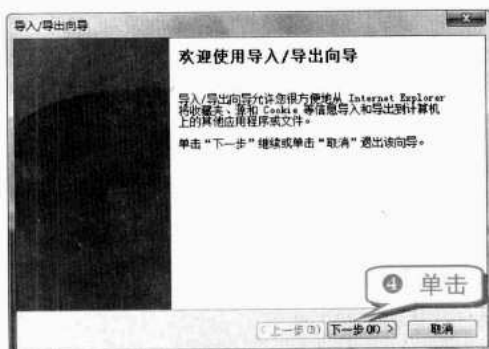 导入/导出向导
欢迎使用导入/导出向导
导入/导出向导允许您很方便地从 Internet Explorer
将收藏夹、源和 Cookie 等信息导入和导出到计算机
上的其他应用程序或文件。
单击“下一步”继续或单击“取消”退出该向导。
❹ 单击
<上一步(B) 下一步(N) > 取消